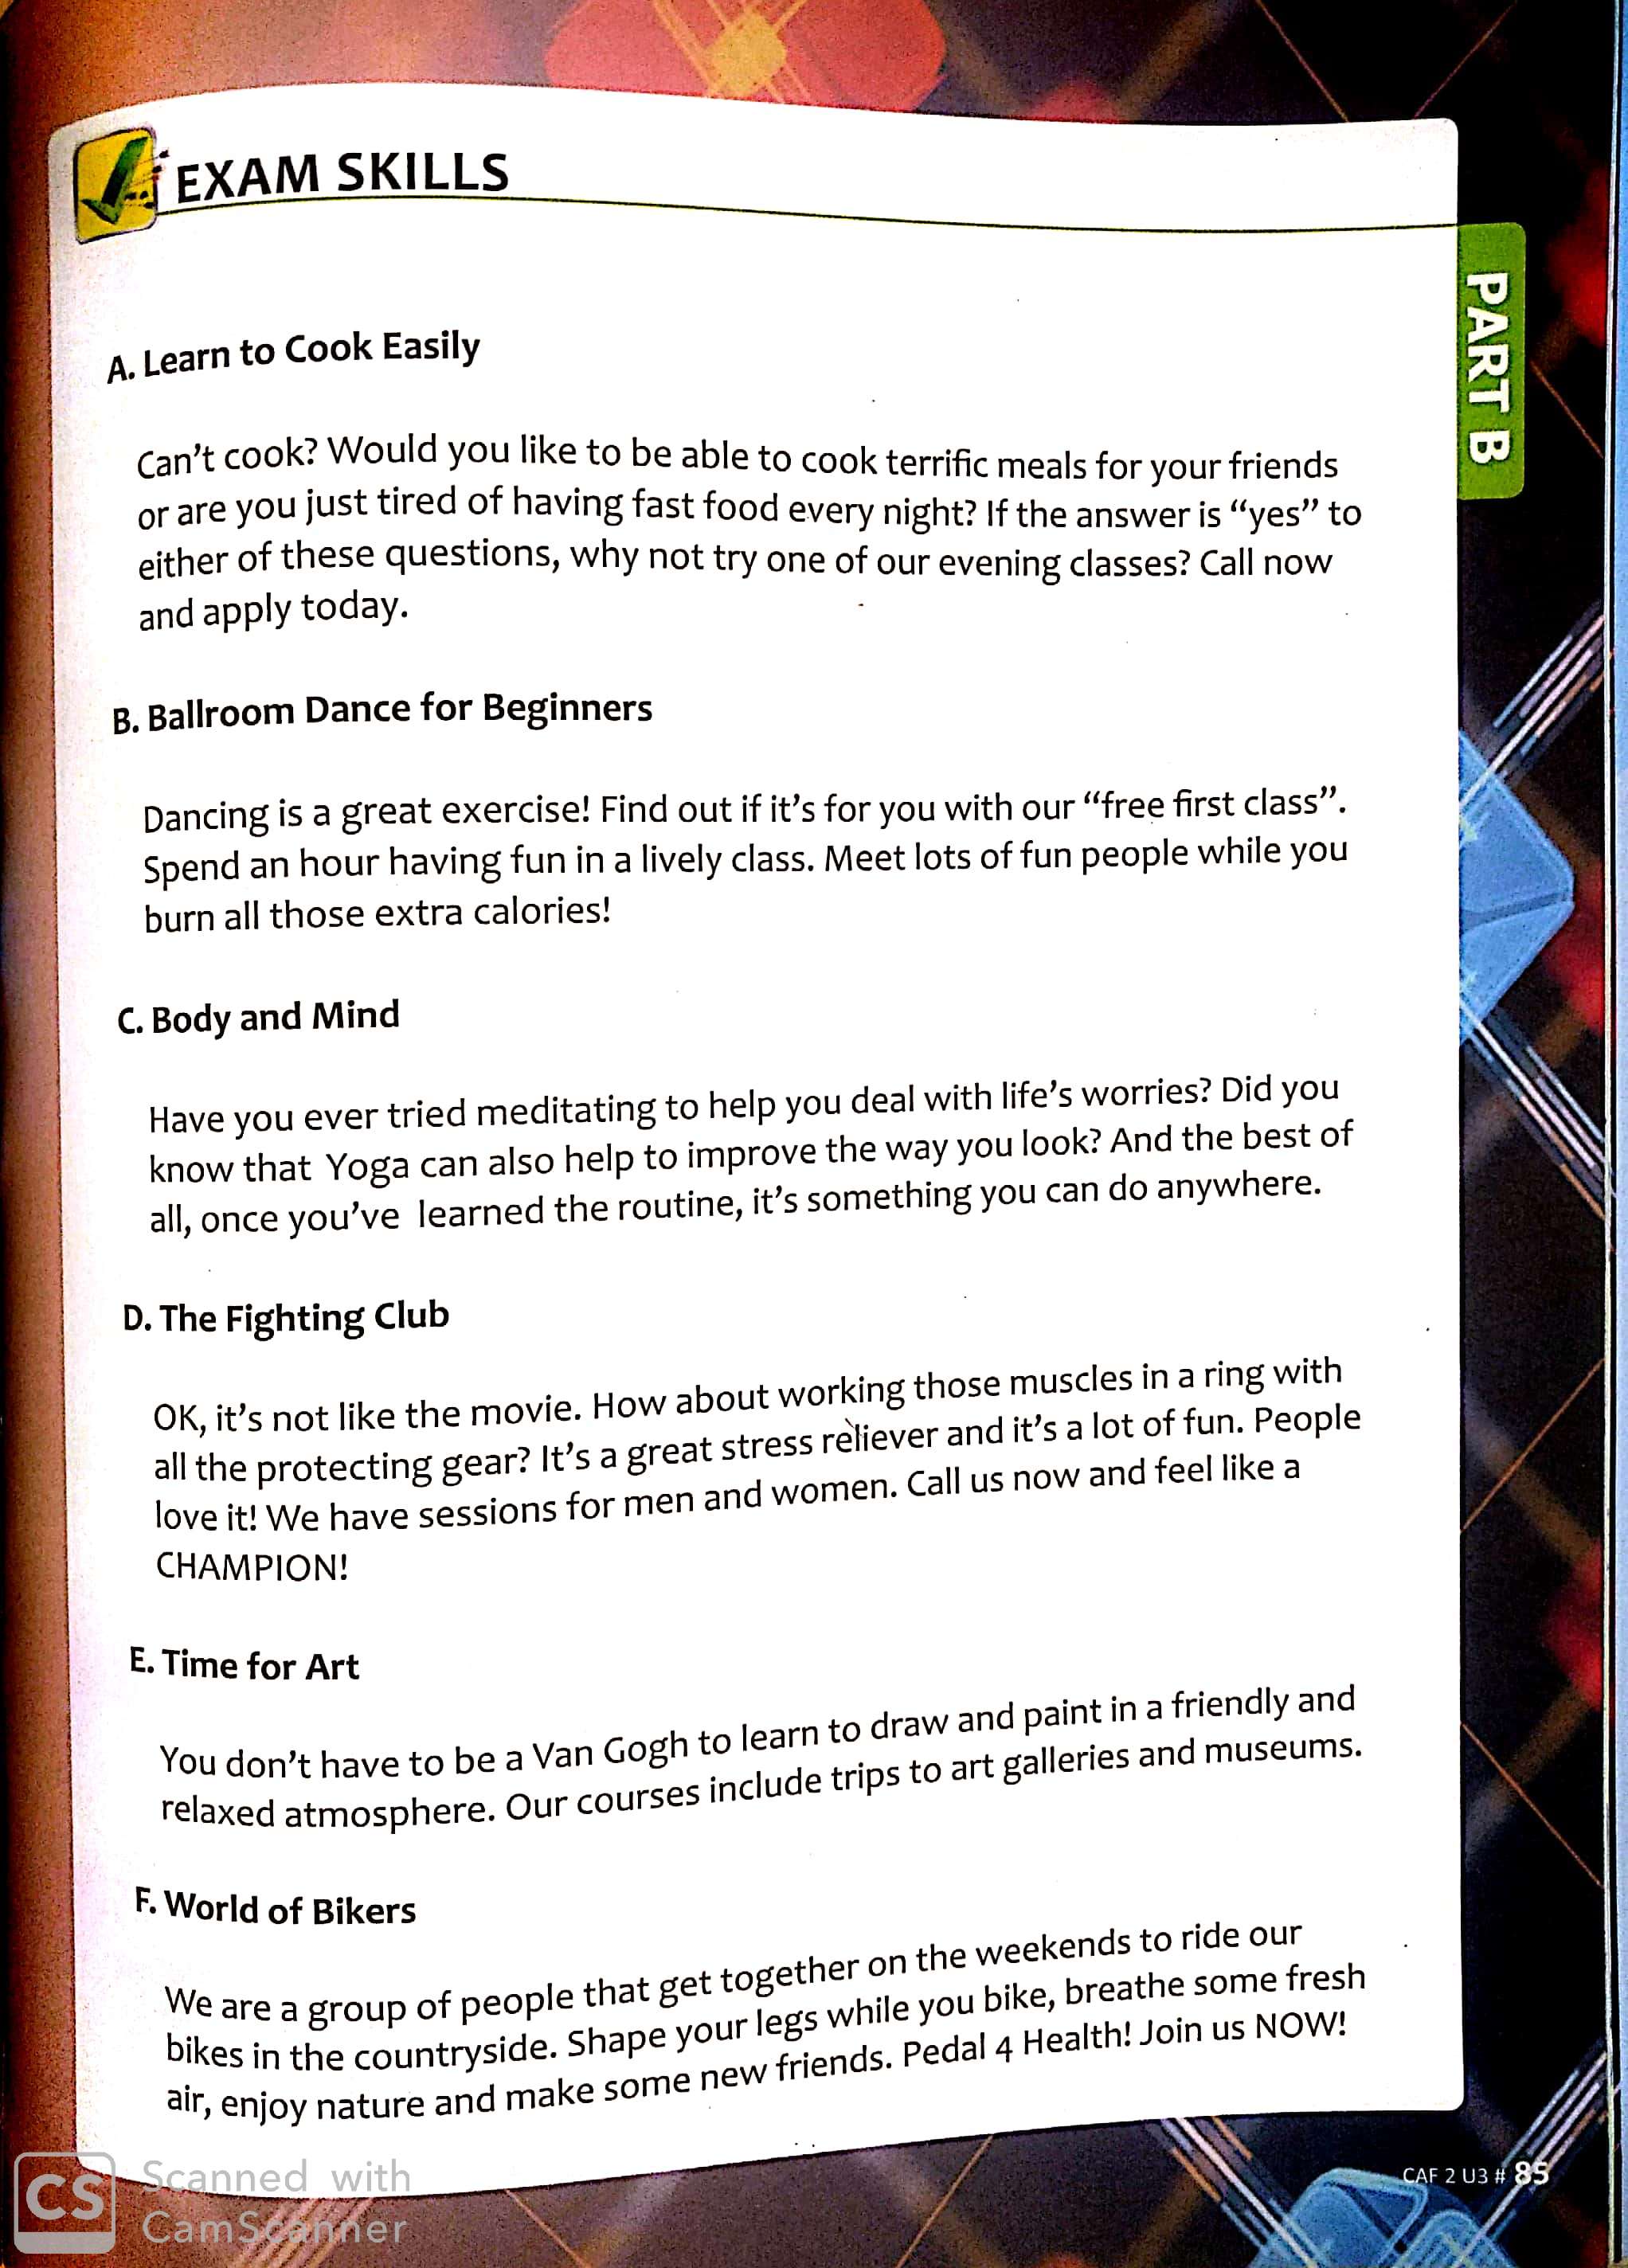 EXAM SKILLS
PART B
A. Learn to Cook Easily
Can't cook? Would you like to be able to cook terrific meals for your friends
or are you just tired of having fast food every night? If the answer is “yes” to
either of these questions, why not try one of our evening classes? Call now
and apply today.
B. Ballroom Dance for Beginners
Dancing is a great exercise! Find out if it's for you with our “free first class”.
Spend an hour having fun in a lively class. Meet lots of fun people while you
burn all those extra calories!
C. Body and Mind
Have you ever tried meditating to help you deal with life's worries? Did you
know that Yoga can also help to improve the way you look? And the best of
all, once you've learned the routine, it's something you can do anywhere.
D. The Fighting Club
OK, it's not like the movie. How about working those muscles in a ring with
all the protecting gear? It's a great stress reliever and it's a lot of fun. People
love it! We have sessions for men and women. Call us now and feel like a
CHAMPION!
E. Time for Art
You don't have to be a Van Gogh to learn to draw and paint in a friendly and
relaxed atmosphere. Our courses include trips to art galleries and museums.
F. World of Bikers
We are a group of people that get together on the weekends to ride our
bikes in the countryside. Shape your legs while you bike, breathe some fresh
air, enjoy nature and make some new friends. Pedal 4 Health! Join us NOW!
CAF 2 U3 # 85
CS Scanned with
CamScanner